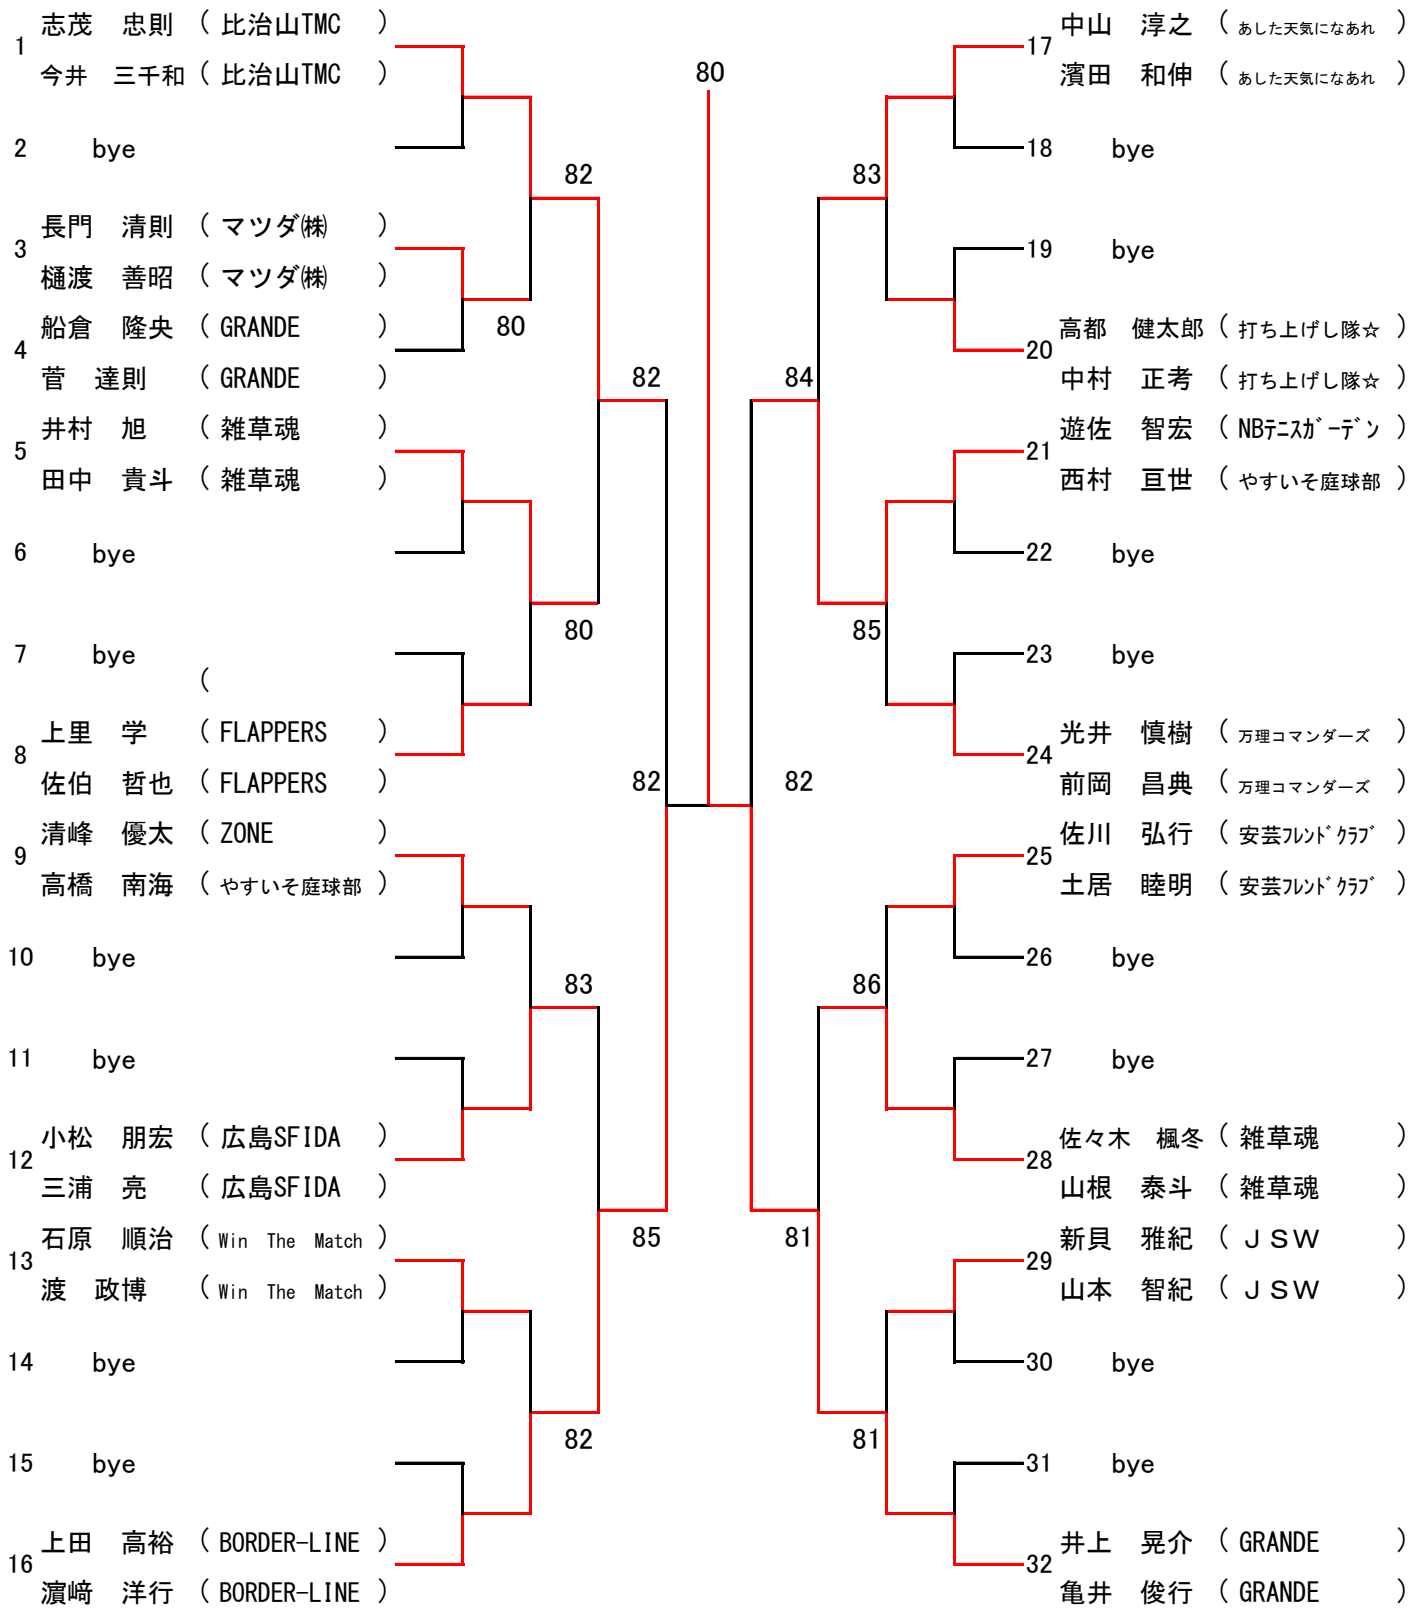 1 志茂　忠則 ( 比治山TMC )
今井　三千和 ( 比治山TMC )
2 bye
3 長門　清則 ( マツダ㈱ )
樋渡　善昭 ( マツダ㈱ )
4 船倉　隆央 ( GRANDE )
菅　達則 ( GRANDE )
5 井村　旭 ( 雑草魂 )
田中　貴斗 ( 雑草魂 )
6 bye
7 bye
(
8 上里　学 ( FLAPPERS )
佐伯　哲也 ( FLAPPERS )
9 清峰　優太 ( ZONE )
高橋　南海 ( やすいそ庭球部 )
10 bye
11 bye
12 小松　朋宏 ( 広島SFIDA )
三浦　亮 ( 広島SFIDA )
13 石原　順治 ( Win The Match )
渡　政博 ( Win The Match )
14 bye
15 bye
16 上田　高裕 ( BORDER-LINE )
濵﨑　洋行 ( BORDER-LINE )
82
80
80
83
82
82
85
82
80
82
84
81
83
85
86
81
17 中山　淳之 ( あした天気になあれ )
濱田　和伸 ( あした天気になあれ )
18 bye
19 bye
20 高都　健太郎 ( 打ち上げし隊☆ )
中村　正考 ( 打ち上げし隊☆ )
21 遊佐　智宏 ( NBﾃﾆｽｶﾞｰﾃﾞﾝ )
西村　亘世 ( やすいそ庭球部 )
22 bye
23 bye
24 光井　慎樹 ( 万理コマンダーズ )
前岡　昌典 ( 万理コマンダーズ )
25 佐川　弘行 ( 安芸ﾌﾚﾝﾄﾞｸﾗﾌﾞ )
土居　睦明 ( 安芸ﾌﾚﾝﾄﾞｸﾗﾌﾞ )
26 bye
27 bye
28 佐々木　楓冬 ( 雑草魂 )
山根　泰斗 ( 雑草魂 )
29 新貝　雅紀 ( ＪＳＷ )
山本　智紀 ( ＪＳＷ )
30 bye
31 bye
32 井上　晃介 ( GRANDE )
亀井　俊行 ( GRANDE )